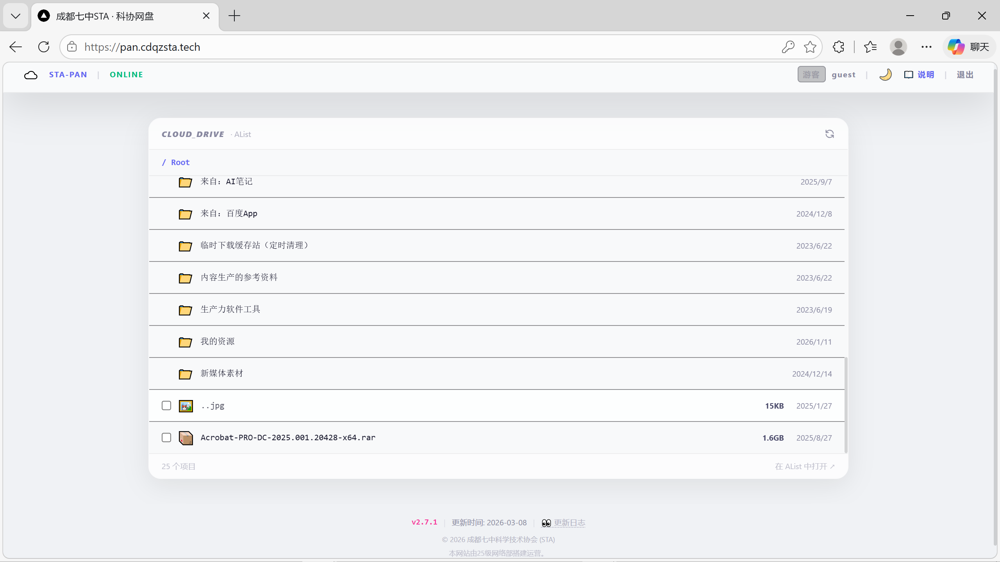 成都七中STA · 科协网盘
https://pan.cdqzsta.tech
聊天
STA-PAN | ONLINE
游客 guest | 说明 | 退出
CLOUD_DRIVE · AList
/ Root
来自：AI笔记 2025/9/7
来自：百度App 2024/12/8
临时下载缓存站（定时清理） 2023/6/22
内容生产的参考资料 2023/6/22
生产力软件工具 2023/6/19
我的资源 2026/1/11
新媒体素材 2024/12/14
..jpg 15KB 2025/1/27
Acrobat-PRO-DC-2025.001.20428-x64.rar 1.6GB 2025/8/27
25 个项目 在 AList 中打开 ↗
v2.7.1 | 更新时间: 2026-03-08 | 👀 更新日志
© 2026 成都七中科学技术协会 (STA)
本网站由25级网络部搭建运营。